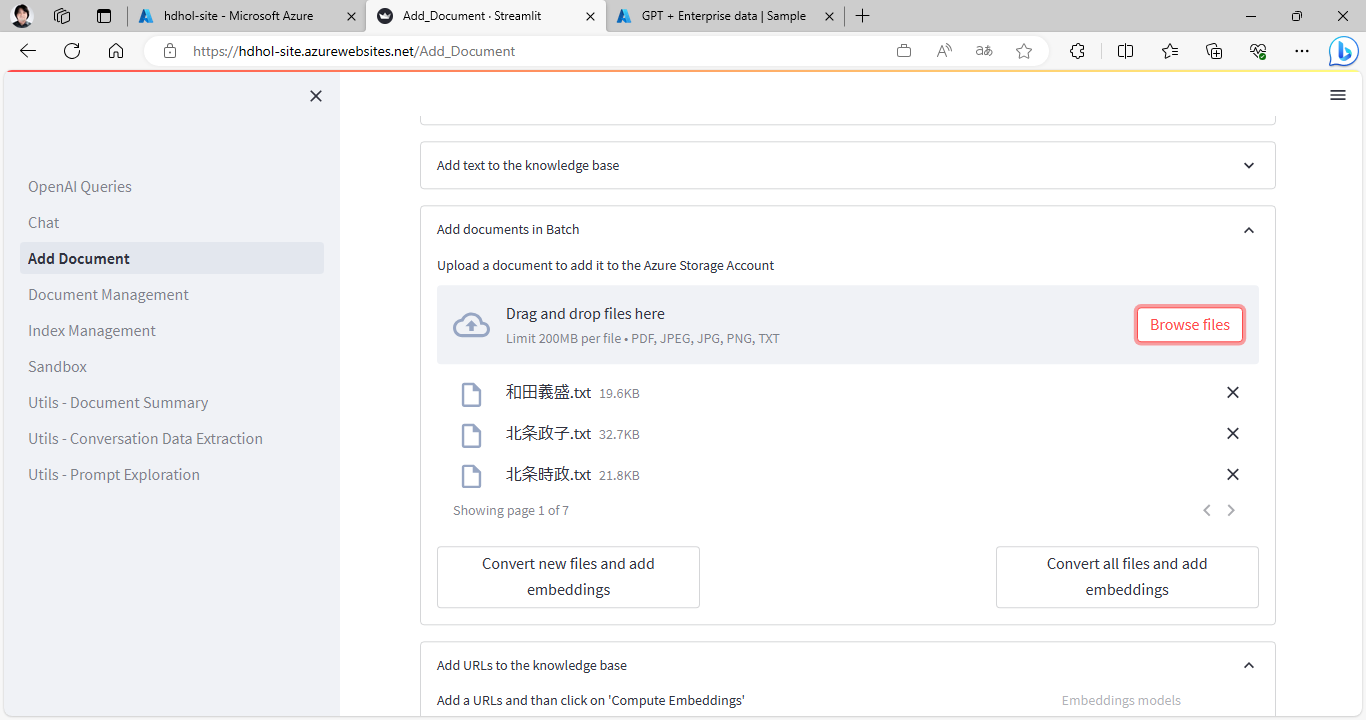 hdhol-site - Microsoft Azure
Add_Document · Streamlit
GPT + Enterprise data | Sample
https://hdhol-site.azurewebsites.net/Add_Document
OpenAI Queries
Chat
Add Document
Document Management
Index Management
Sandbox
Utils - Document Summary
Utils - Conversation Data Extraction
Utils - Prompt Exploration
Add text to the knowledge base
Add documents in Batch
Upload a document to add it to the Azure Storage Account
Drag and drop files here
Limit 200MB per file • PDF, JPEG, JPG, PNG, TXT
Browse files
和田義盛.txt 19.6KB
北条政子.txt 32.7KB
北条時政.txt 21.8KB
Showing page 1 of 7
Convert new files and add
embeddings
Convert all files and add
embeddings
Add URLs to the knowledge base
Add a URLs and than click on 'Compute Embeddings'
Embeddings models